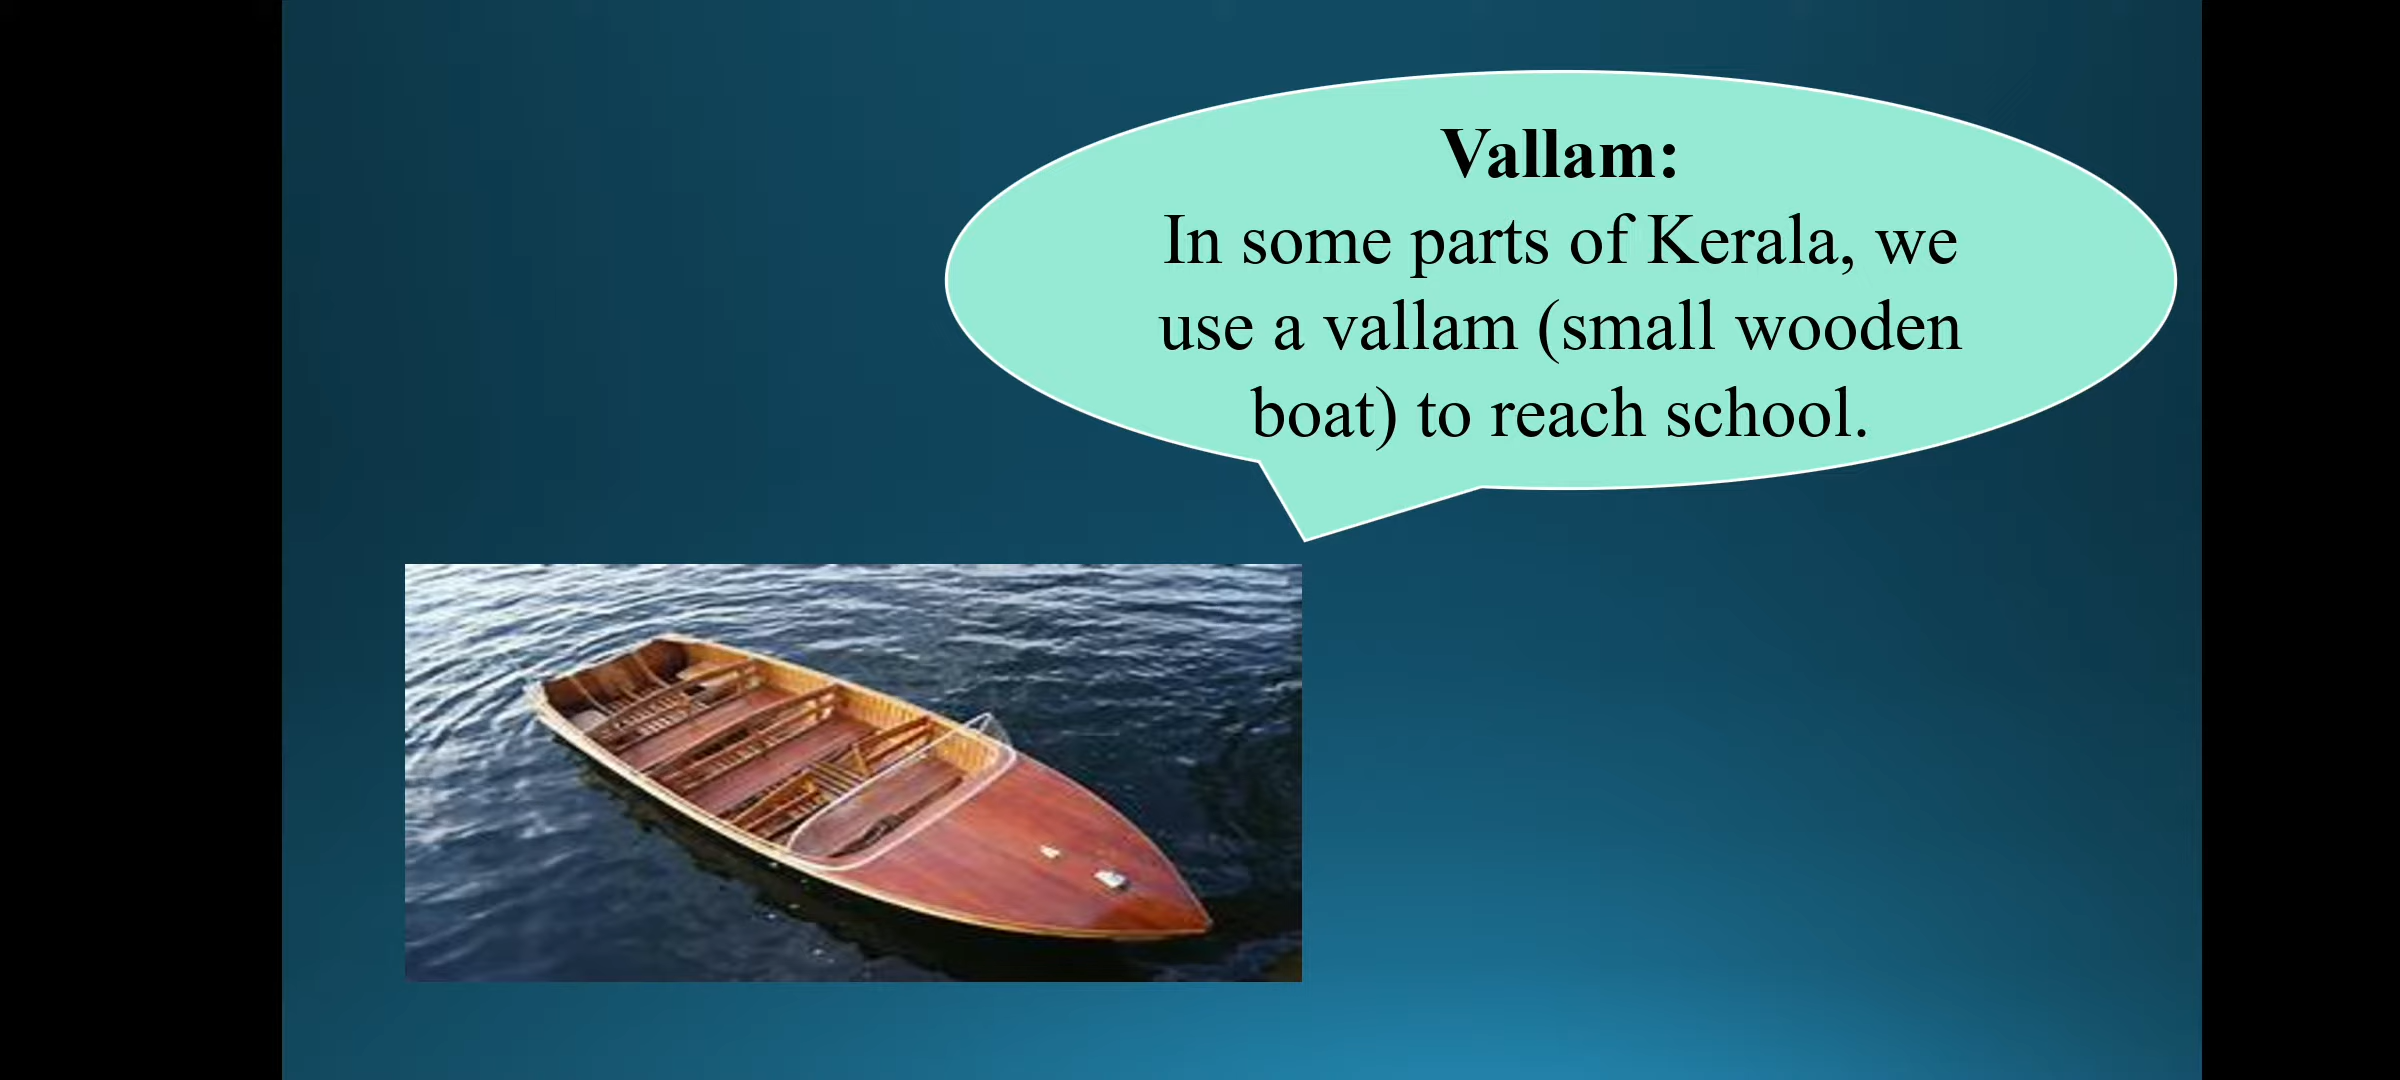 Vallam:
In some parts of Kerala, we
use a vallam (small wooden
boat) to reach school.